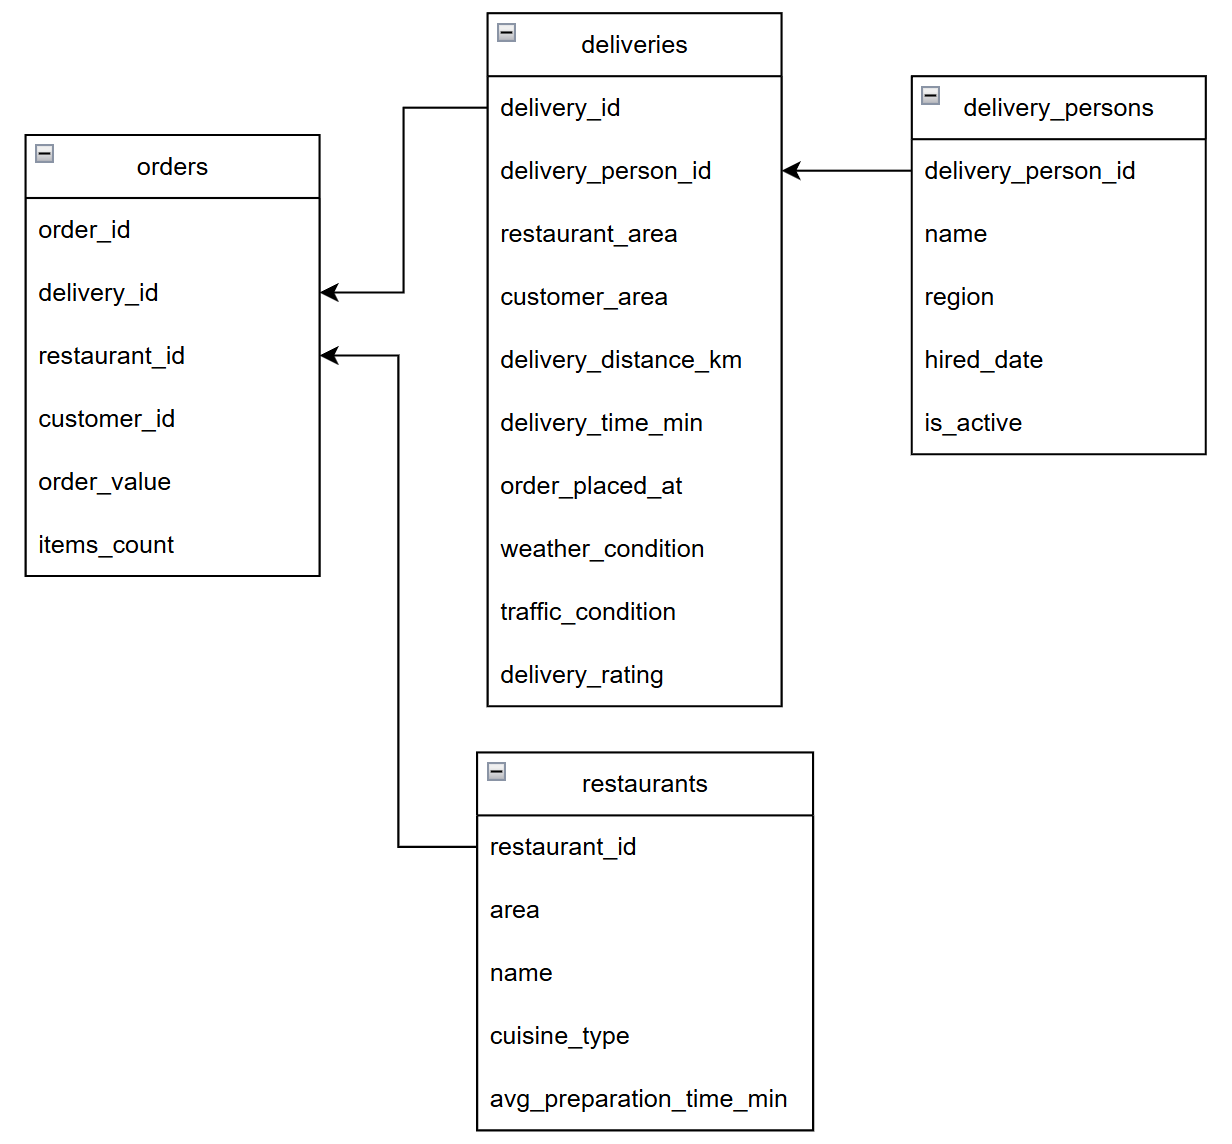 orders
order_id
delivery_id
restaurant_id
customer_id
order_value
items_count
deliveries
delivery_id
delivery_person_id
restaurant_area
customer_area
delivery_distance_km
delivery_time_min
order_placed_at
weather_condition
traffic_condition
delivery_rating
delivery_persons
delivery_person_id
name
region
hired_date
is_active
restaurants
restaurant_id
area
name
cuisine_type
avg_preparation_time_min